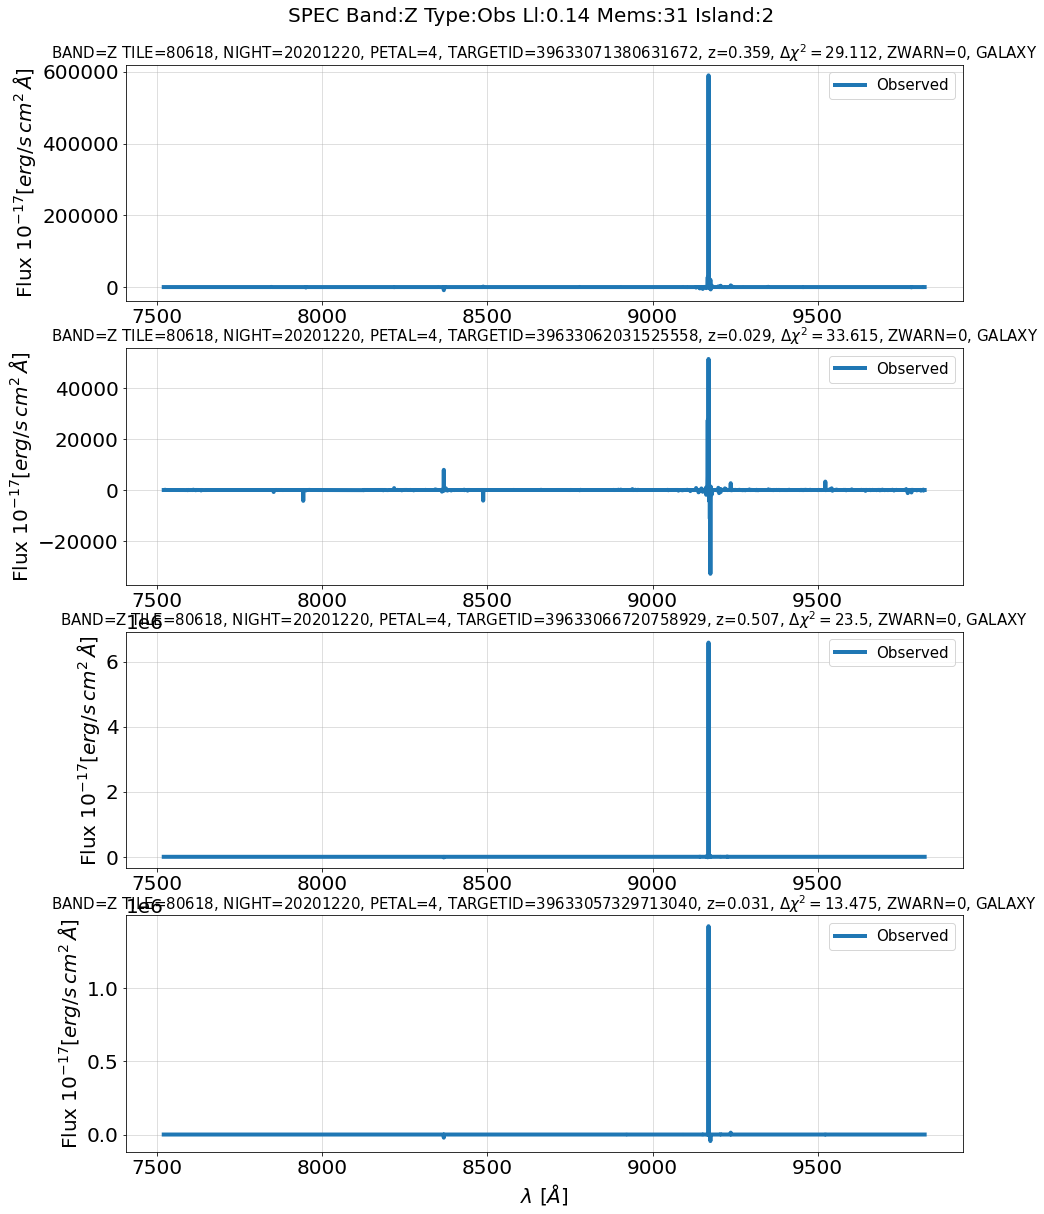 SPEC Band:Z Type:Obs Ll:0.14 Mems:31 Island:2
BAND=Z TILE=80618, NIGHT=20201220, PETAL=4, TARGETID=39633071380631672, z=0.359, Δχ² = 29.112, ZWARN=0, GALAXY
Flux 10⁻¹⁷[erg/s cm² Å]
600000
400000
200000
0
Observed
7500 8000 8500 9000 9500
BAND=Z TILE=80618, NIGHT=20201220, PETAL=4, TARGETID=39633062031525558, z=0.029, Δχ² = 33.615, ZWARN=0, GALAXY
Flux 10⁻¹⁷[erg/s cm² Å]
40000
20000
0
−20000
Observed
7500 8000 8500 9000 9500
BAND=Z TILE=80618, NIGHT=20201220, PETAL=4, TARGETID=39633066720758929, z=0.507, Δχ² = 23.5, ZWARN=0, GALAXY
1e6
Flux 10⁻¹⁷[erg/s cm² Å]
6
4
2
0
Observed
7500 8000 8500 9000 9500
BAND=Z TILE=80618, NIGHT=20201220, PETAL=4, TARGETID=39633057329713040, z=0.031, Δχ² = 13.475, ZWARN=0, GALAXY
1e6
Flux 10⁻¹⁷[erg/s cm² Å]
1.0
0.5
0.0
Observed
7500 8000 8500 9000 9500
λ [Å]